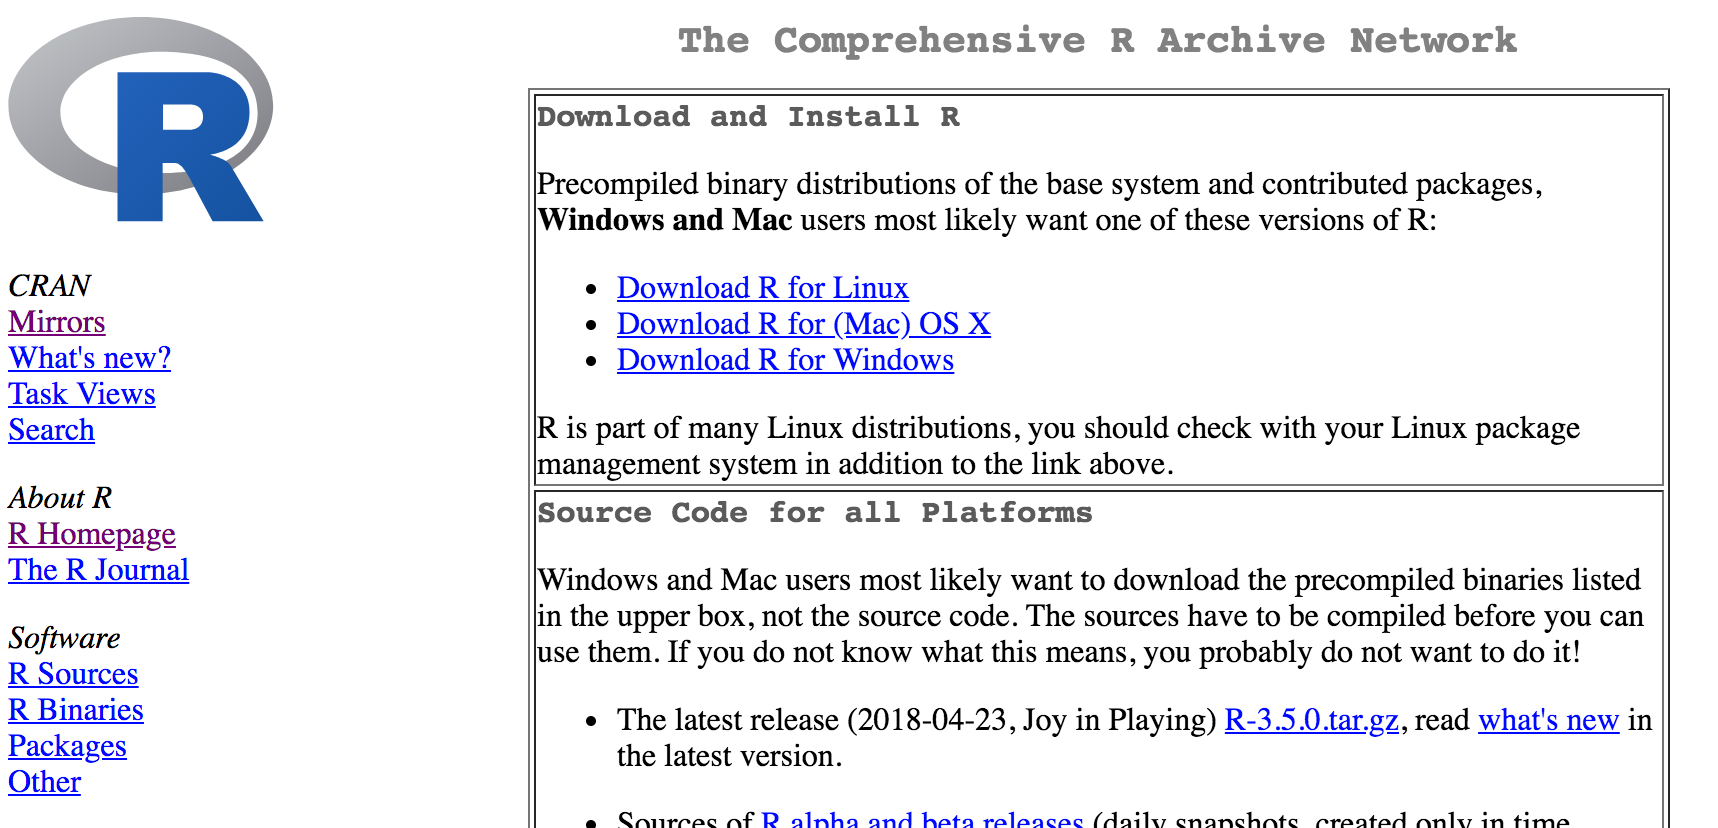 R
CRAN
Mirrors
What's new?
Task Views
Search
About R
R Homepage
The R Journal
Software
R Sources
R Binaries
Packages
Other
The Comprehensive R Archive Network
Download and Install R
Precompiled binary distributions of the base system and contributed packages,
Windows and Mac users most likely want one of these versions of R:
• Download R for Linux
• Download R for (Mac) OS X
• Download R for Windows
R is part of many Linux distributions, you should check with your Linux package
management system in addition to the link above.
Source Code for all Platforms
Windows and Mac users most likely want to download the precompiled binaries listed
in the upper box, not the source code. The sources have to be compiled before you can
use them. If you do not know what this means, you probably do not want to do it!
• The latest release (2018-04-23, Joy in Playing) R-3.5.0.tar.gz, read what's new in
the latest version.
• Sources of R alpha and beta releases (daily snapshots, created only in time